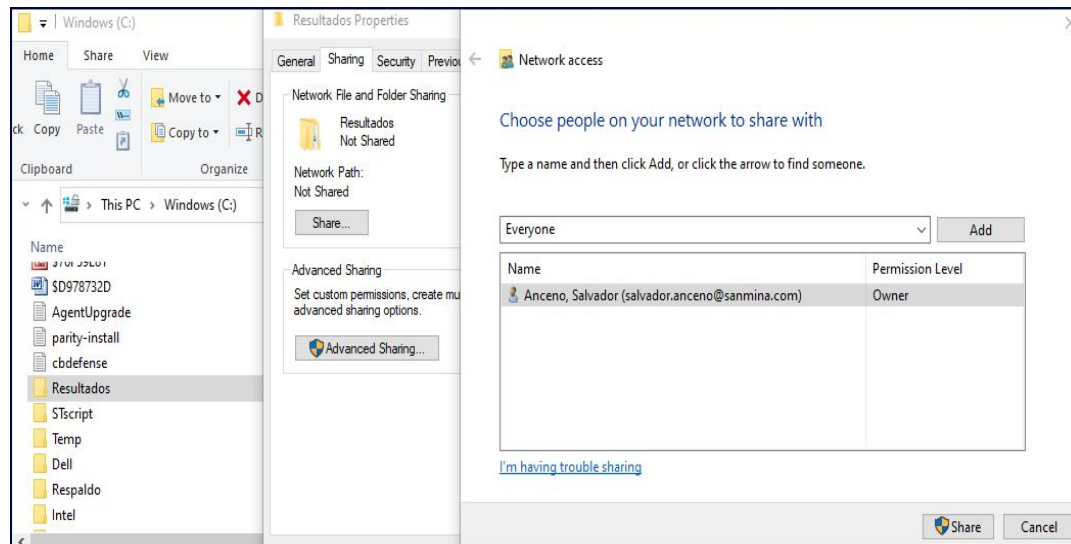 Windows (C:)
Home Share View
ck Copy Paste
Move to
Copy to
D
R
Clipboard Organize
This PC > Windows (C:)
Name
$D978732D
AgentUpgrade
parity-install
cbdefense
Resultados
STscript
Temp
Dell
Respaldo
Intel
Resultados Properties
General Sharing Security Previou
Network File and Folder Sharing
Resultados
Not Shared
Network Path:
Not Shared
Share...
Advanced Sharing
Set custom permissions, create mu
advanced sharing options.
Advanced Sharing...
Network access
Choose people on your network to share with
Type a name and then click Add, or click the arrow to find someone.
Everyone Add
Name Permission Level
Anceno, Salvador (salvador.anceno@sanmina.com) Owner
I'm having trouble sharing
Share Cancel